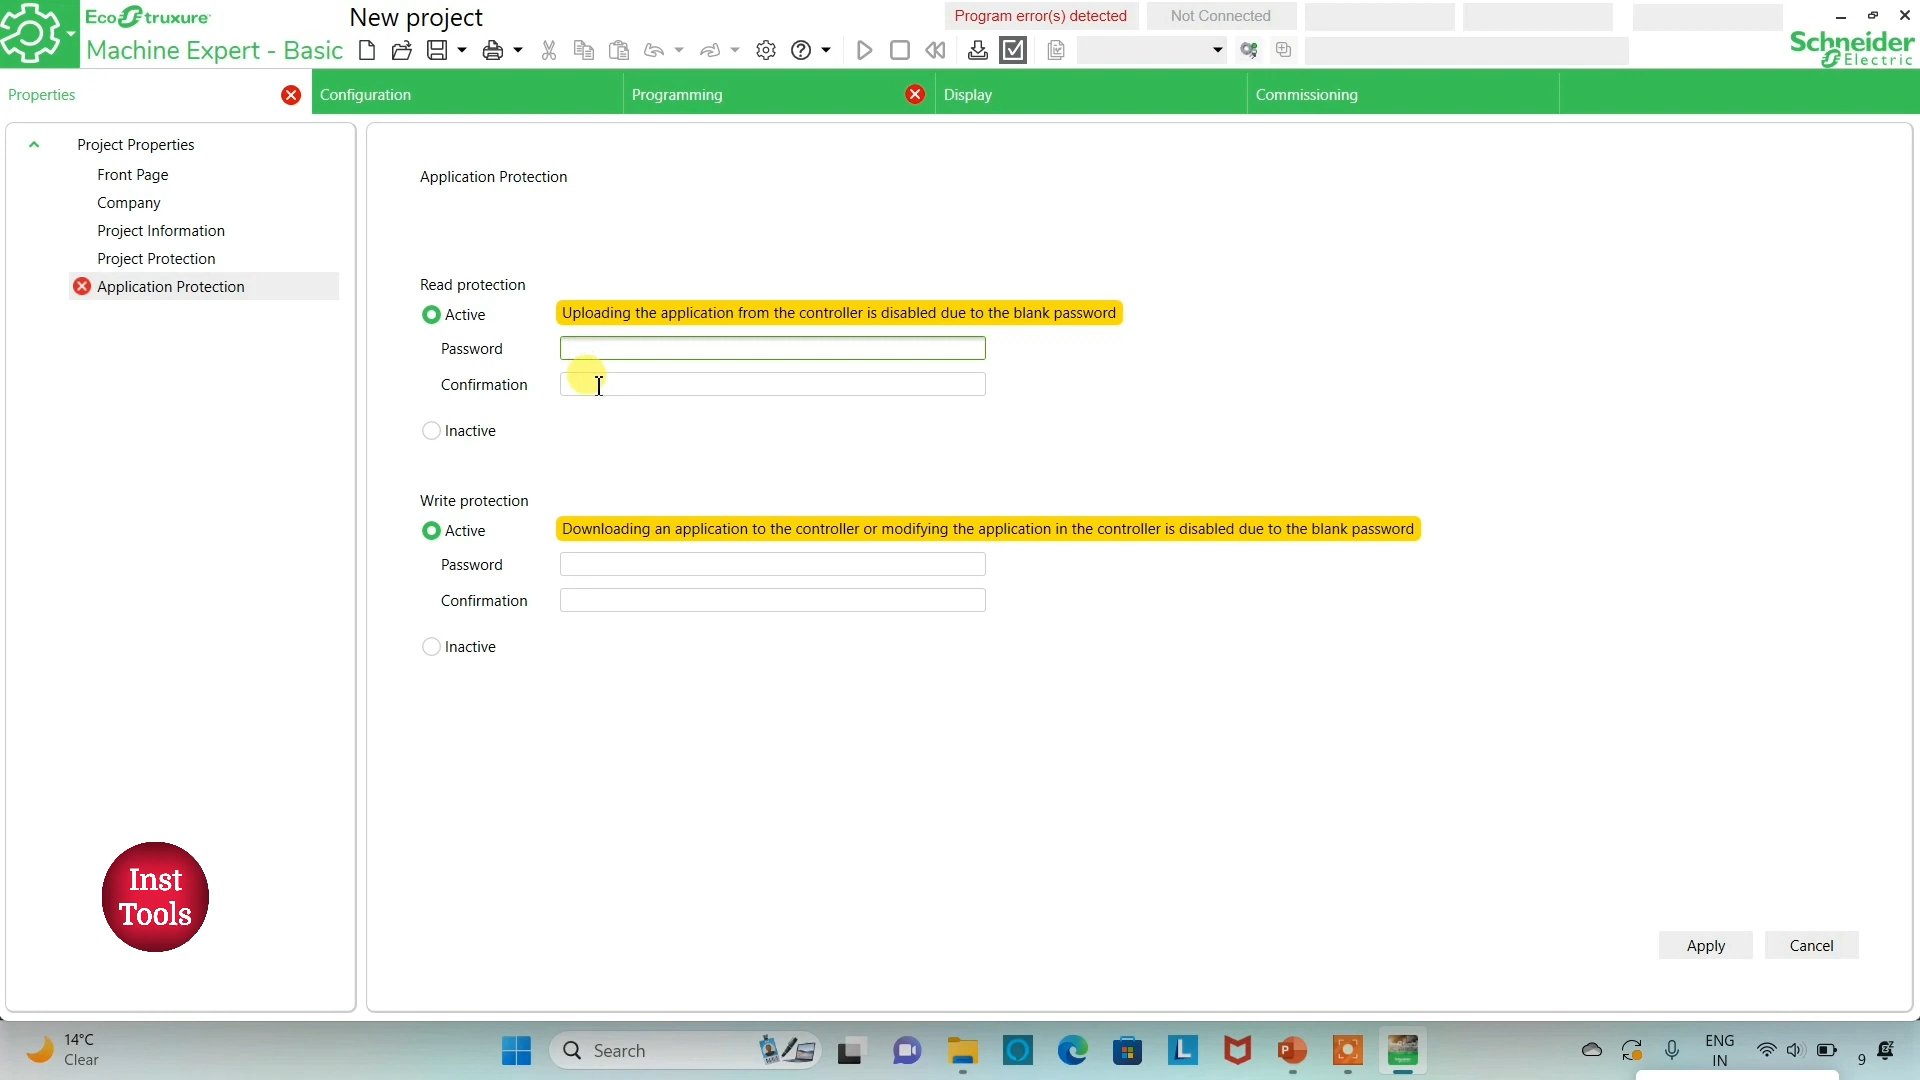 EcoStruxure
Machine Expert - Basic
New project
Program error(s) detected
Not Connected
Schneider
Electric
Properties
Configuration
Programming
Display
Commissioning
Project Properties
Front Page
Company
Project Information
Project Protection
Application Protection
Application Protection
Read protection
Active
Uploading the application from the controller is disabled due to the blank password
Password
Confirmation
Inactive
Write protection
Active
Downloading an application to the controller or modifying the application in the controller is disabled due to the blank password
Password
Confirmation
Inactive
Inst
Tools
Apply
Cancel
14°C
Clear
Search
ENG
IN
9